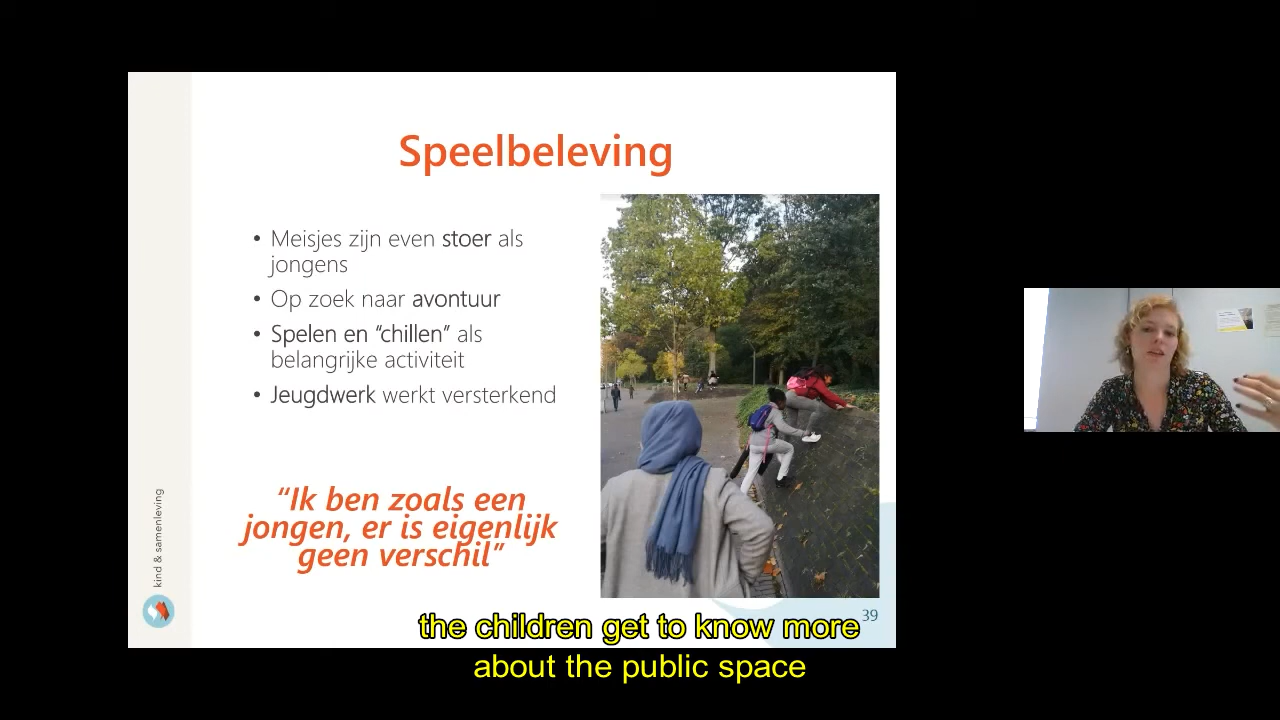 Speelbeleving
• Meisjes zijn even stoer als
jongens
• Op zoek naar avontuur
• Spelen en “chillen” als
belangrijke activiteit
• Jeugdwerk werkt versterkend
“Ik ben zoals een
jongen, er is eigenlijk
geen verschil”
kind & samenleving
39
the children get to know more
about the public space